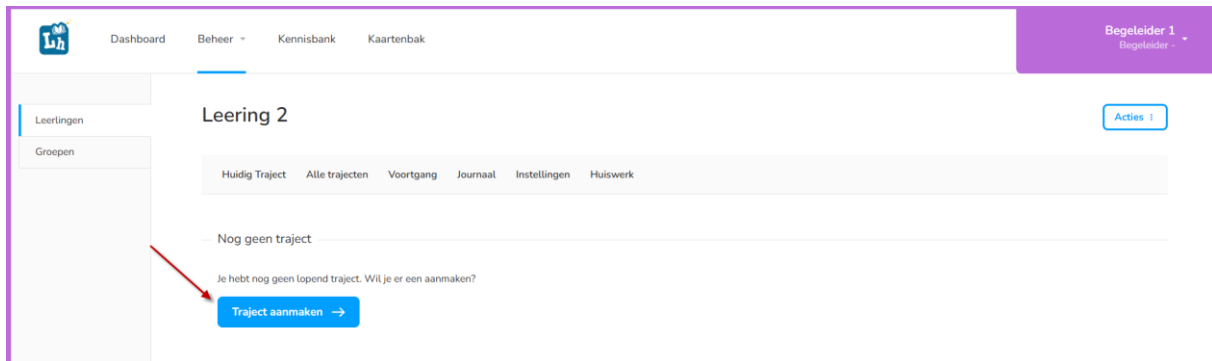 Lh
Dashboard
Beheer
Kennisbank
Kaartenbak
Begeleider 1
Begeleider -
Leerlingen
Groepen
Leering 2
Acties
Huidig Traject
Alle trajecten
Voortgang
Journaal
Instellingen
Huiswerk
Nog geen traject
Je hebt nog geen lopend traject. Wil je er een aanmaken?
Traject aanmaken →